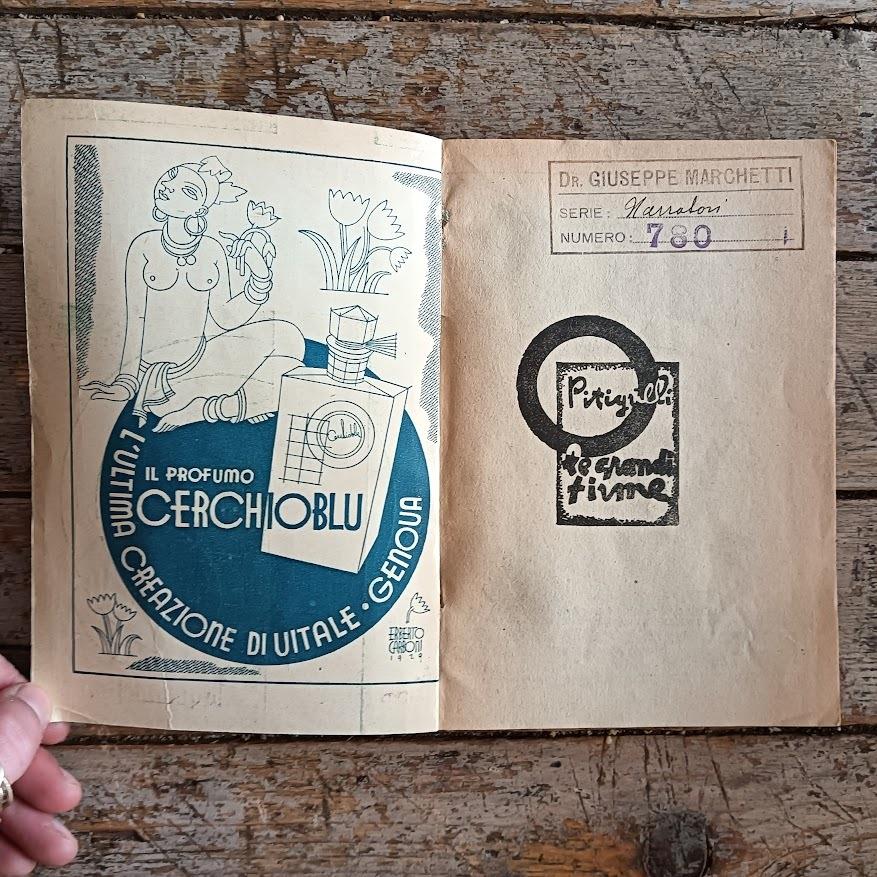 IL PROFUMO
CERCHIOBLU
L'ULTIMA CREAZIONE DI VITALE • GENOVA
ERBERTO
CARBONI
1929
DR. GIUSEPPE MARCHETTI
SERIE: Narratori
NUMERO: 780
Pitigrilli
le grandi
firme